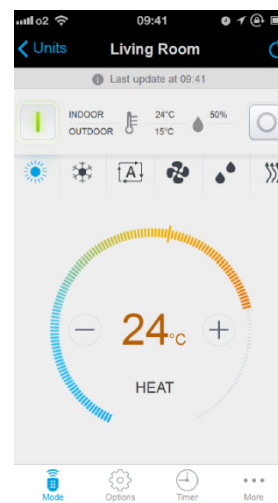 o2 09:41
Units Living Room
Last update at 09:41
INDOOR 24°C 50%
OUTDOOR 15°C
A
24°C
HEAT
Mode Options Timer More